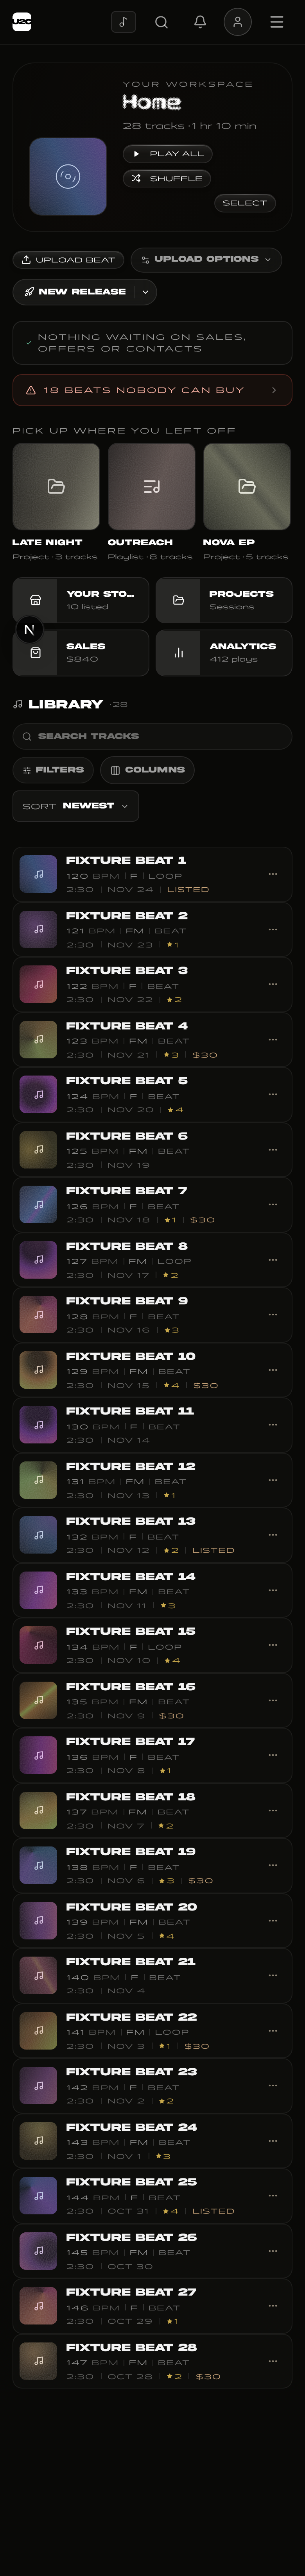 U2C
YOUR WORKSPACE
Home
28 tracks · 1 hr 10 min
PLAY ALL
SHUFFLE
SELECT
UPLOAD BEAT
UPLOAD OPTIONS
NEW RELEASE
NOTHING WAITING ON SALES,
OFFERS OR CONTACTS
18 BEATS NOBODY CAN BUY
PICK UP WHERE YOU LEFT OFF
LATE NIGHT
Project · 3 tracks
OUTREACH
Playlist · 8 tracks
NOVA EP
Project · 5 tracks
YOUR STO...
10 listed
PROJECTS
Sessions
N
SALES
$840
ANALYTICS
412 plays
LIBRARY · 28
SEARCH TRACKS
FILTERS
COLUMNS
SORT NEWEST
FIXTURE BEAT 1
120 BPM | F | LOOP
2:30 | NOV 24 | LISTED
FIXTURE BEAT 2
121 BPM | FM | BEAT
2:30 | NOV 23 | ★1
FIXTURE BEAT 3
122 BPM | F | BEAT
2:30 | NOV 22 | ★2
FIXTURE BEAT 4
123 BPM | FM | BEAT
2:30 | NOV 21 | ★3 | $30
FIXTURE BEAT 5
124 BPM | F | BEAT
2:30 | NOV 20 | ★4
FIXTURE BEAT 6
125 BPM | FM | BEAT
2:30 | NOV 19
FIXTURE BEAT 7
126 BPM | F | BEAT
2:30 | NOV 18 | ★1 | $30
FIXTURE BEAT 8
127 BPM | FM | LOOP
2:30 | NOV 17 | ★2
FIXTURE BEAT 9
128 BPM | F | BEAT
2:30 | NOV 16 | ★3
FIXTURE BEAT 10
129 BPM | FM | BEAT
2:30 | NOV 15 | ★4 | $30
FIXTURE BEAT 11
130 BPM | F | BEAT
2:30 | NOV 14
FIXTURE BEAT 12
131 BPM | FM | BEAT
2:30 | NOV 13 | ★1
FIXTURE BEAT 13
132 BPM | F | BEAT
2:30 | NOV 12 | ★2 | LISTED
FIXTURE BEAT 14
133 BPM | FM | BEAT
2:30 | NOV 11 | ★3
FIXTURE BEAT 15
134 BPM | F | LOOP
2:30 | NOV 10 | ★4
FIXTURE BEAT 16
135 BPM | FM | BEAT
2:30 | NOV 9 | $30
FIXTURE BEAT 17
136 BPM | F | BEAT
2:30 | NOV 8 | ★1
FIXTURE BEAT 18
137 BPM | FM | BEAT
2:30 | NOV 7 | ★2
FIXTURE BEAT 19
138 BPM | F | BEAT
2:30 | NOV 6 | ★3 | $30
FIXTURE BEAT 20
139 BPM | FM | BEAT
2:30 | NOV 5 | ★4
FIXTURE BEAT 21
140 BPM | F | BEAT
2:30 | NOV 4
FIXTURE BEAT 22
141 BPM | FM | LOOP
2:30 | NOV 3 | ★1 | $30
FIXTURE BEAT 23
142 BPM | F | BEAT
2:30 | NOV 2 | ★2
FIXTURE BEAT 24
143 BPM | FM | BEAT
2:30 | NOV 1 | ★3
FIXTURE BEAT 25
144 BPM | F | BEAT
2:30 | OCT 31 | ★4 | LISTED
FIXTURE BEAT 26
145 BPM | FM | BEAT
2:30 | OCT 30
FIXTURE BEAT 27
146 BPM | F | BEAT
2:30 | OCT 29 | ★1
FIXTURE BEAT 28
147 BPM | FM | BEAT
2:30 | OCT 28 | ★2 | $30